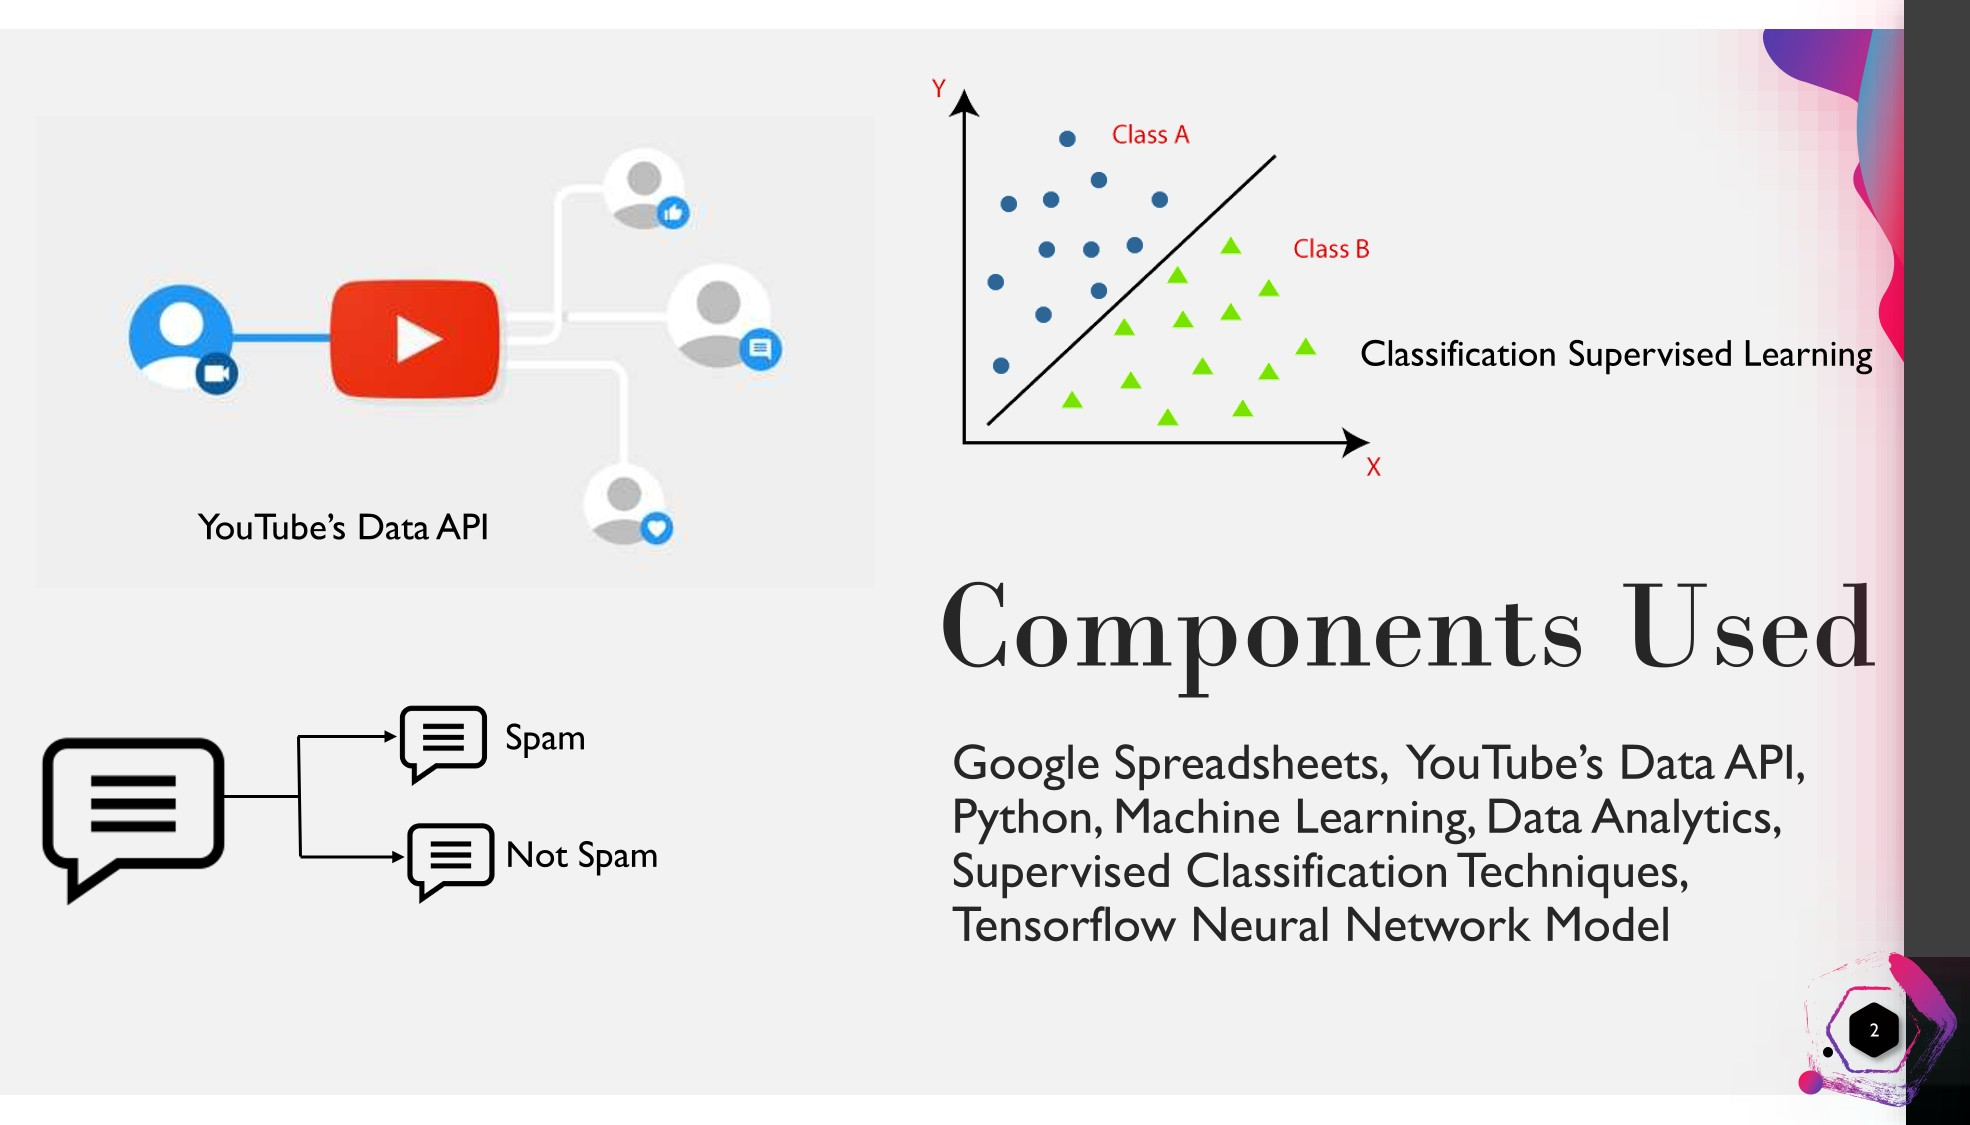 Y
Class A
Class B
Classification Supervised Learning
X
YouTube’s Data API
Components Used
Spam
Not Spam
Google Spreadsheets, YouTube’s Data API,
Python, Machine Learning, Data Analytics,
Supervised Classification Techniques,
Tensorflow Neural Network Model
2